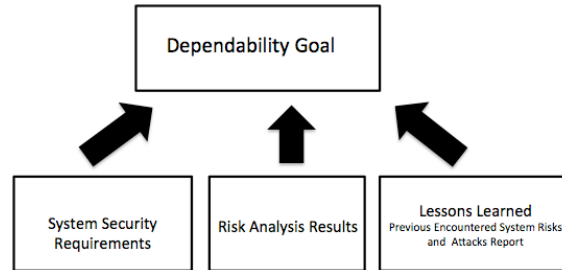 Dependability Goal
System Security
Requirements
Risk Analysis Results
Lessons Learned
Previous Encountered System Risks
and Attacks Report